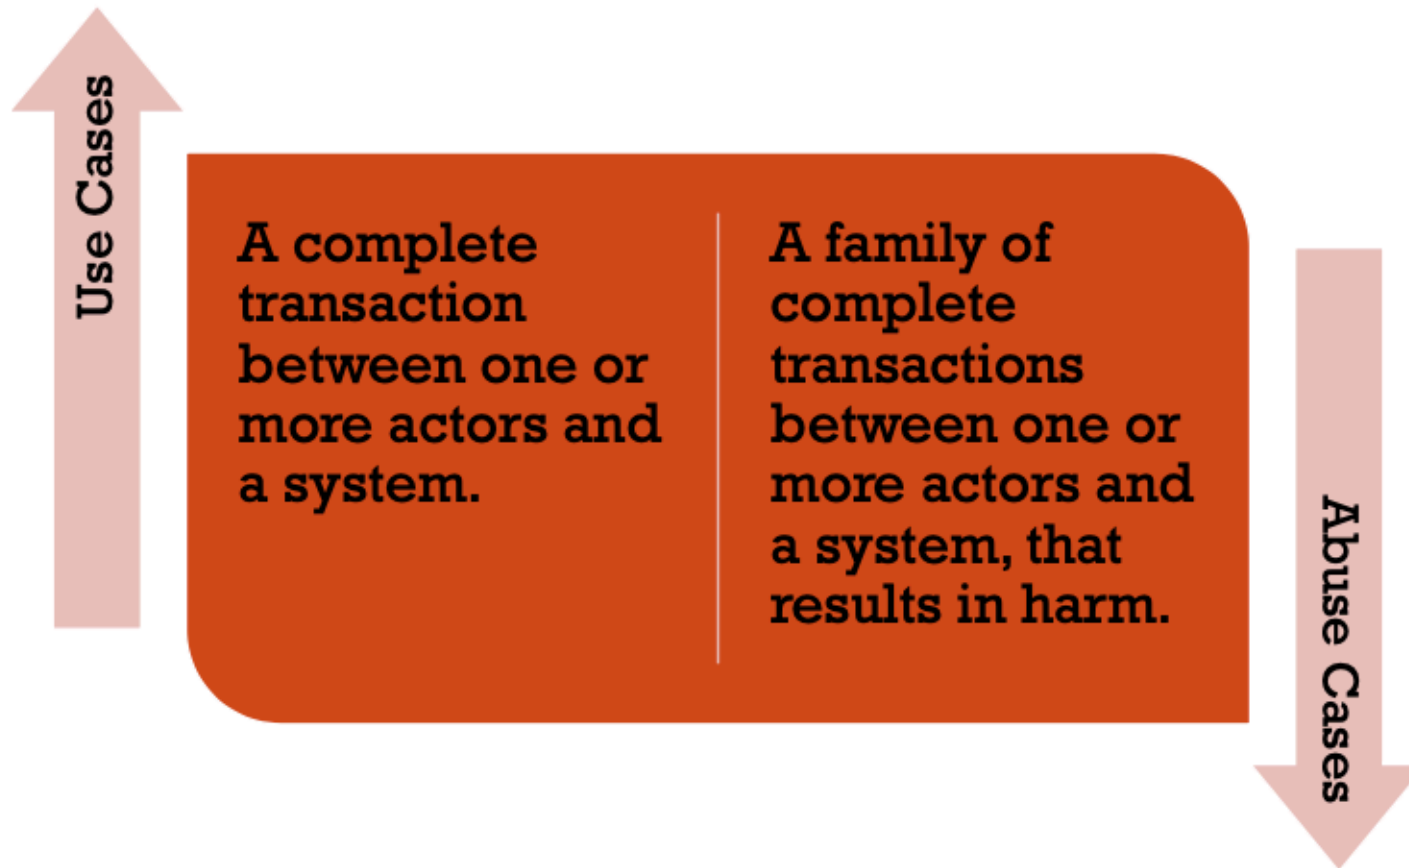 Use Cases
A complete
transaction
between one or
more actors and
a system.
A family of
complete
transactions
between one or
more actors and
a system, that
results in harm.
Abuse Cases